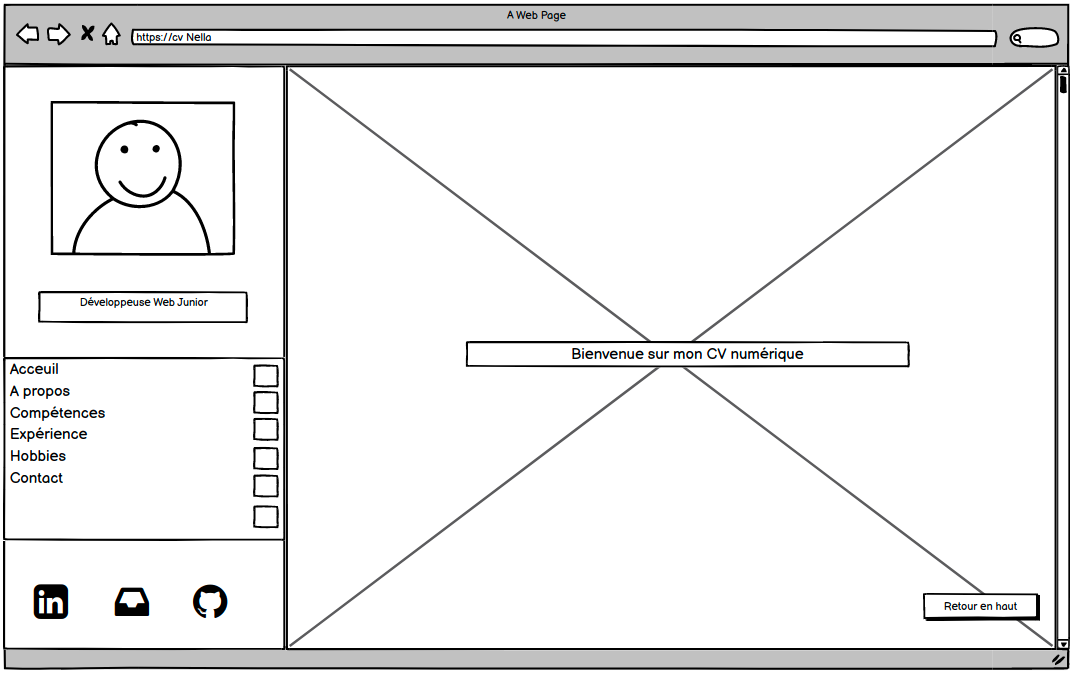 A Web Page
https://cv Nella
Développeuse Web Junior
Bienvenue sur mon CV numérique
Acceuil
A propos
Compétences
Expérience
Hobbies
Contact
in
Retour en haut